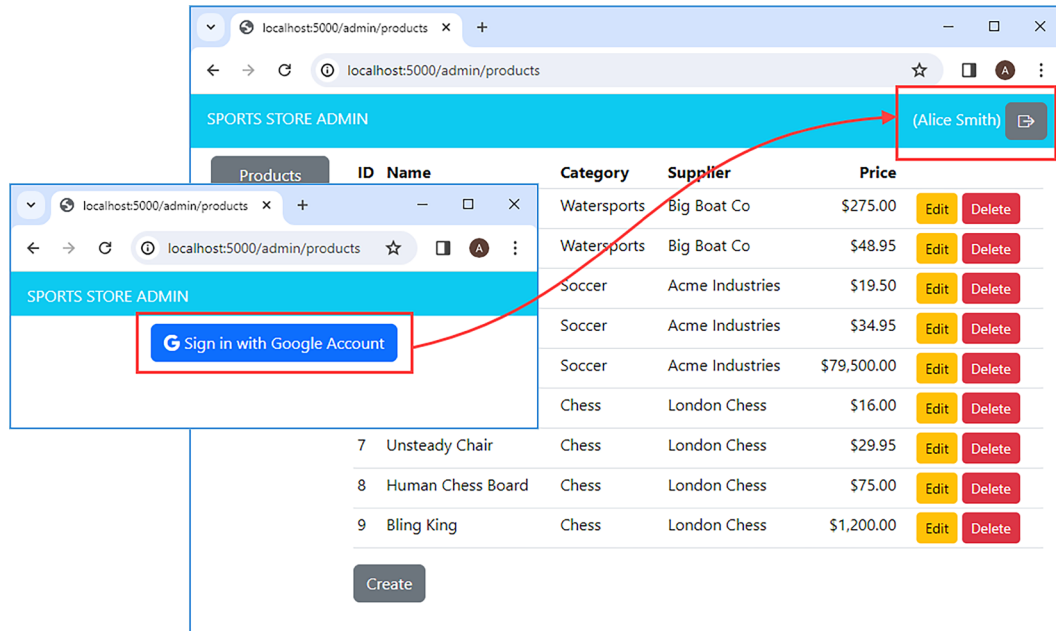 localhost:5000/admin/products
localhost:5000/admin/products
A
SPORTS STORE ADMIN
(Alice Smith)
Products
ID Name Category Supplier Price
Watersports Big Boat Co $275.00 Edit Delete
Watersports Big Boat Co $48.95 Edit Delete
Soccer Acme Industries $19.50 Edit Delete
Soccer Acme Industries $34.95 Edit Delete
Soccer Acme Industries $79,500.00 Edit Delete
Chess London Chess $16.00 Edit Delete
7 Unsteady Chair Chess London Chess $29.95 Edit Delete
8 Human Chess Board Chess London Chess $75.00 Edit Delete
9 Bling King Chess London Chess $1,200.00 Edit Delete
Create
localhost:5000/admin/products
localhost:5000/admin/products
A
SPORTS STORE ADMIN
G Sign in with Google Account